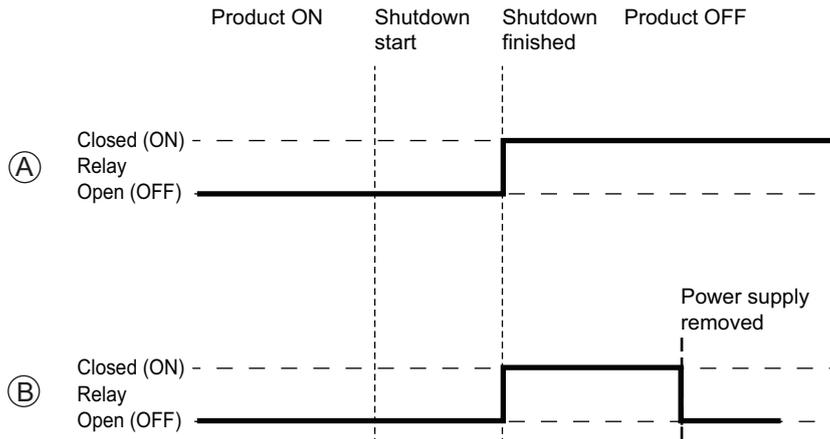 Product ON
Shutdown
start
Shutdown
finished
Product OFF
A
Closed (ON)
Relay
Open (OFF)
Power supply
removed
B
Closed (ON)
Relay
Open (OFF)